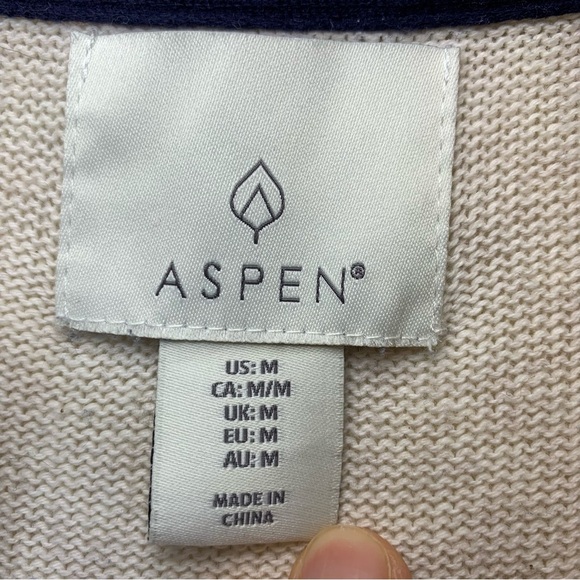 ASPEN®
US: M
CA: M/M
UK: M
EU: M
AU: M
MADE IN
CHINA